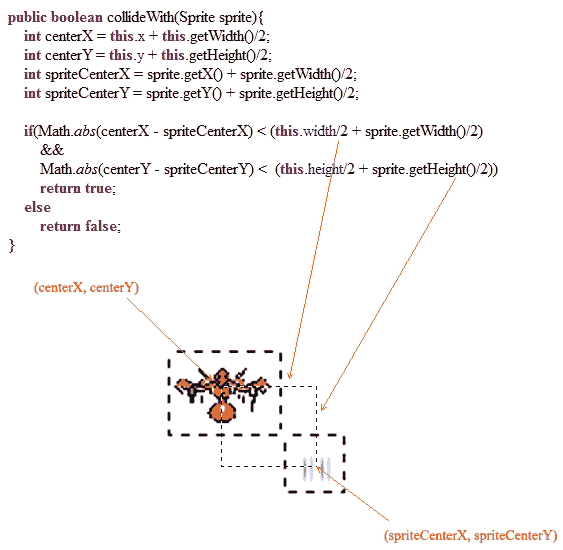 public boolean collideWith(Sprite sprite){
int centerX = this.x + this.getWidth()/2;
int centerY = this.y + this.getHeight()/2;
int spriteCenterX = sprite.getX() + sprite.getWidth()/2;
int spriteCenterY = sprite.getY() + sprite.getHeight()/2;
if(Math.abs(centerX - spriteCenterX) < (this.width/2 + sprite.getWidth()/2)
&&
Math.abs(centerY - spriteCenterY) < (this.height/2 + sprite.getHeight()/2))
return true;
else
return false;
}
(centerX, centerY)
(spriteCenterX, spriteCenterY)